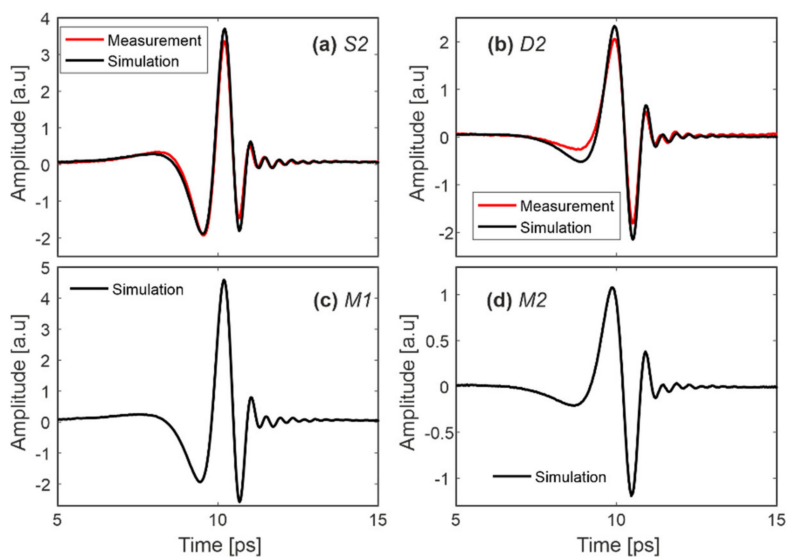 4
3
2
1
0
-1
-2
Amplitude [a.u]
Measurement
Simulation
(a) S2
2
1
0
-1
-2
Amplitude [a.u]
(b) D2
Measurement
Simulation
5
4
3
2
1
0
-1
-2
Amplitude [a.u]
Simulation
(c) M1
5
10
15
Time [ps]
1
0.5
0
-0.5
-1
Amplitude [a.u]
(d) M2
Simulation
5
10
15
Time [ps]